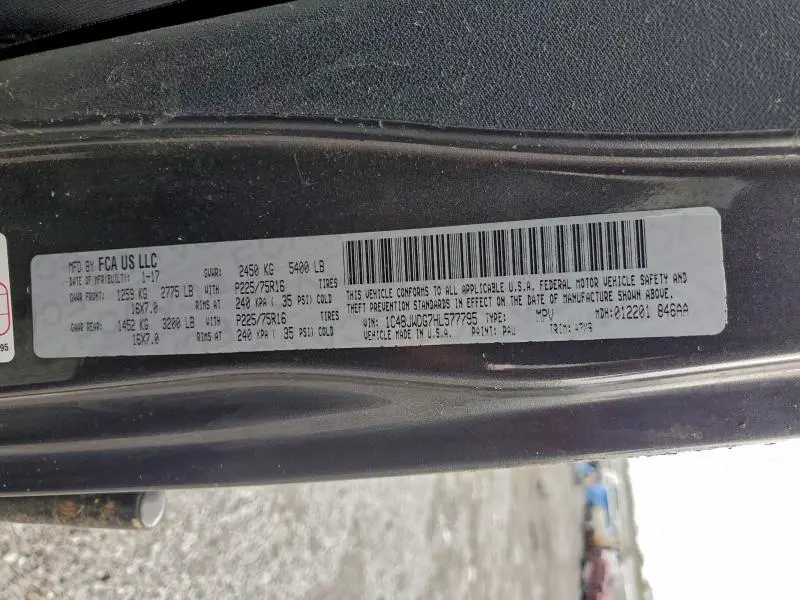 MFD BY FCA US LLC
DATE OF MFR(BUILT): 1-17
GVWR: 2450 KG 5400 LB
GAWR FRONT: 1259 KG 2775 LB WITH P225/75R16 TIRES
16X7.0 RIMS AT 240 KPA ( 35 PSI) COLD
GAWR REAR: 1452 KG 3200 LB WITH P225/75R16 TIRES
16X7.0 RIMS AT 240 KPA ( 35 PSI) COLD
THIS VEHICLE CONFORMS TO ALL APPLICABLE U.S.A. FEDERAL MOTOR VEHICLE SAFETY AND
THEFT PREVENTION STANDARDS IN EFFECT ON THE DATE OF MANUFACTURE SHOWN ABOVE.
VIN: 1C4BJWDG7HL577795 TYPE: MPV MDH:012201 846AA
VEHICLE MADE IN U.S.A. PAINT: PAU TRIM: A7V9
95